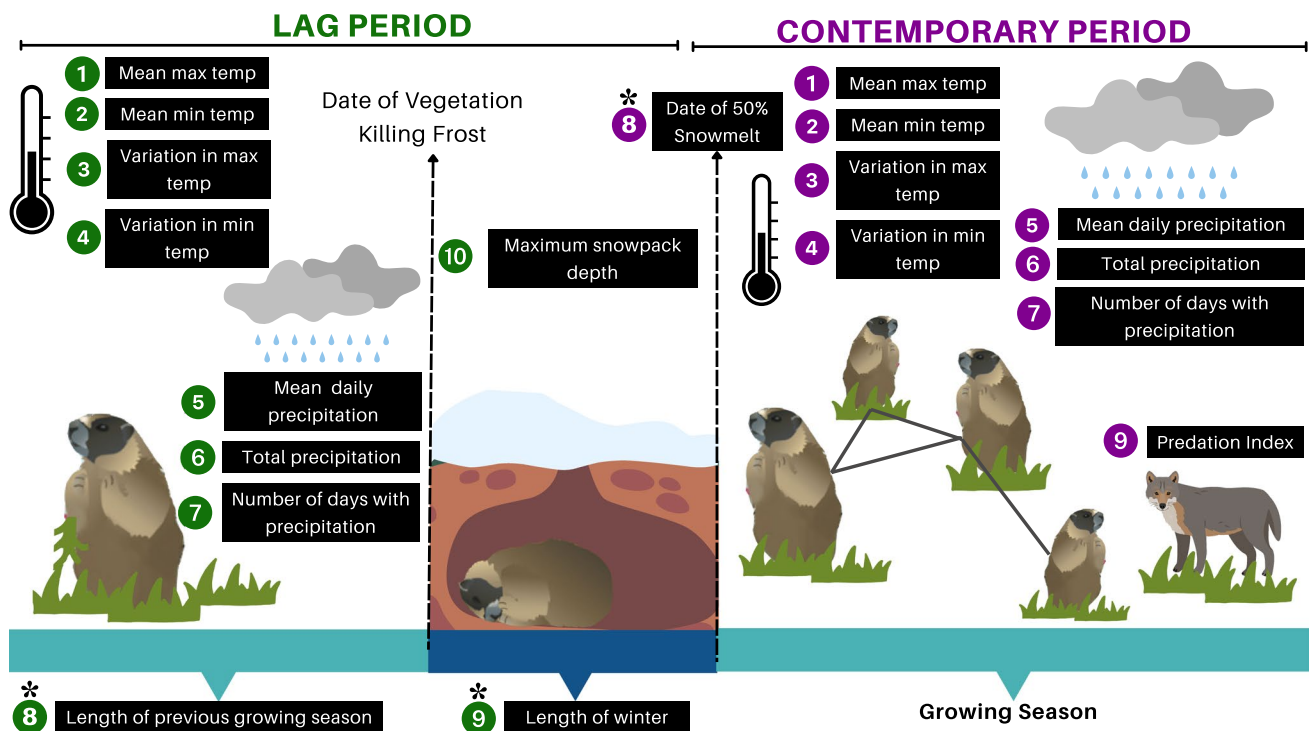 LAG PERIOD
1 Mean max temp
2 Mean min temp
3 Variation in max
temp
4 Variation in min
temp
Date of Vegetation
Killing Frost
5 Mean daily
precipitation
6 Total precipitation
7 Number of days with
precipitation
10 Maximum snowpack
depth
*
8 Length of previous growing season
*
9 Length of winter
CONTEMPORARY PERIOD
*
8 Date of 50%
Snowmelt
1 Mean max temp
2 Mean min temp
3 Variation in max
temp
4 Variation in min
temp
5 Mean daily precipitation
6 Total precipitation
7 Number of days with
precipitation
9 Predation Index
Growing Season